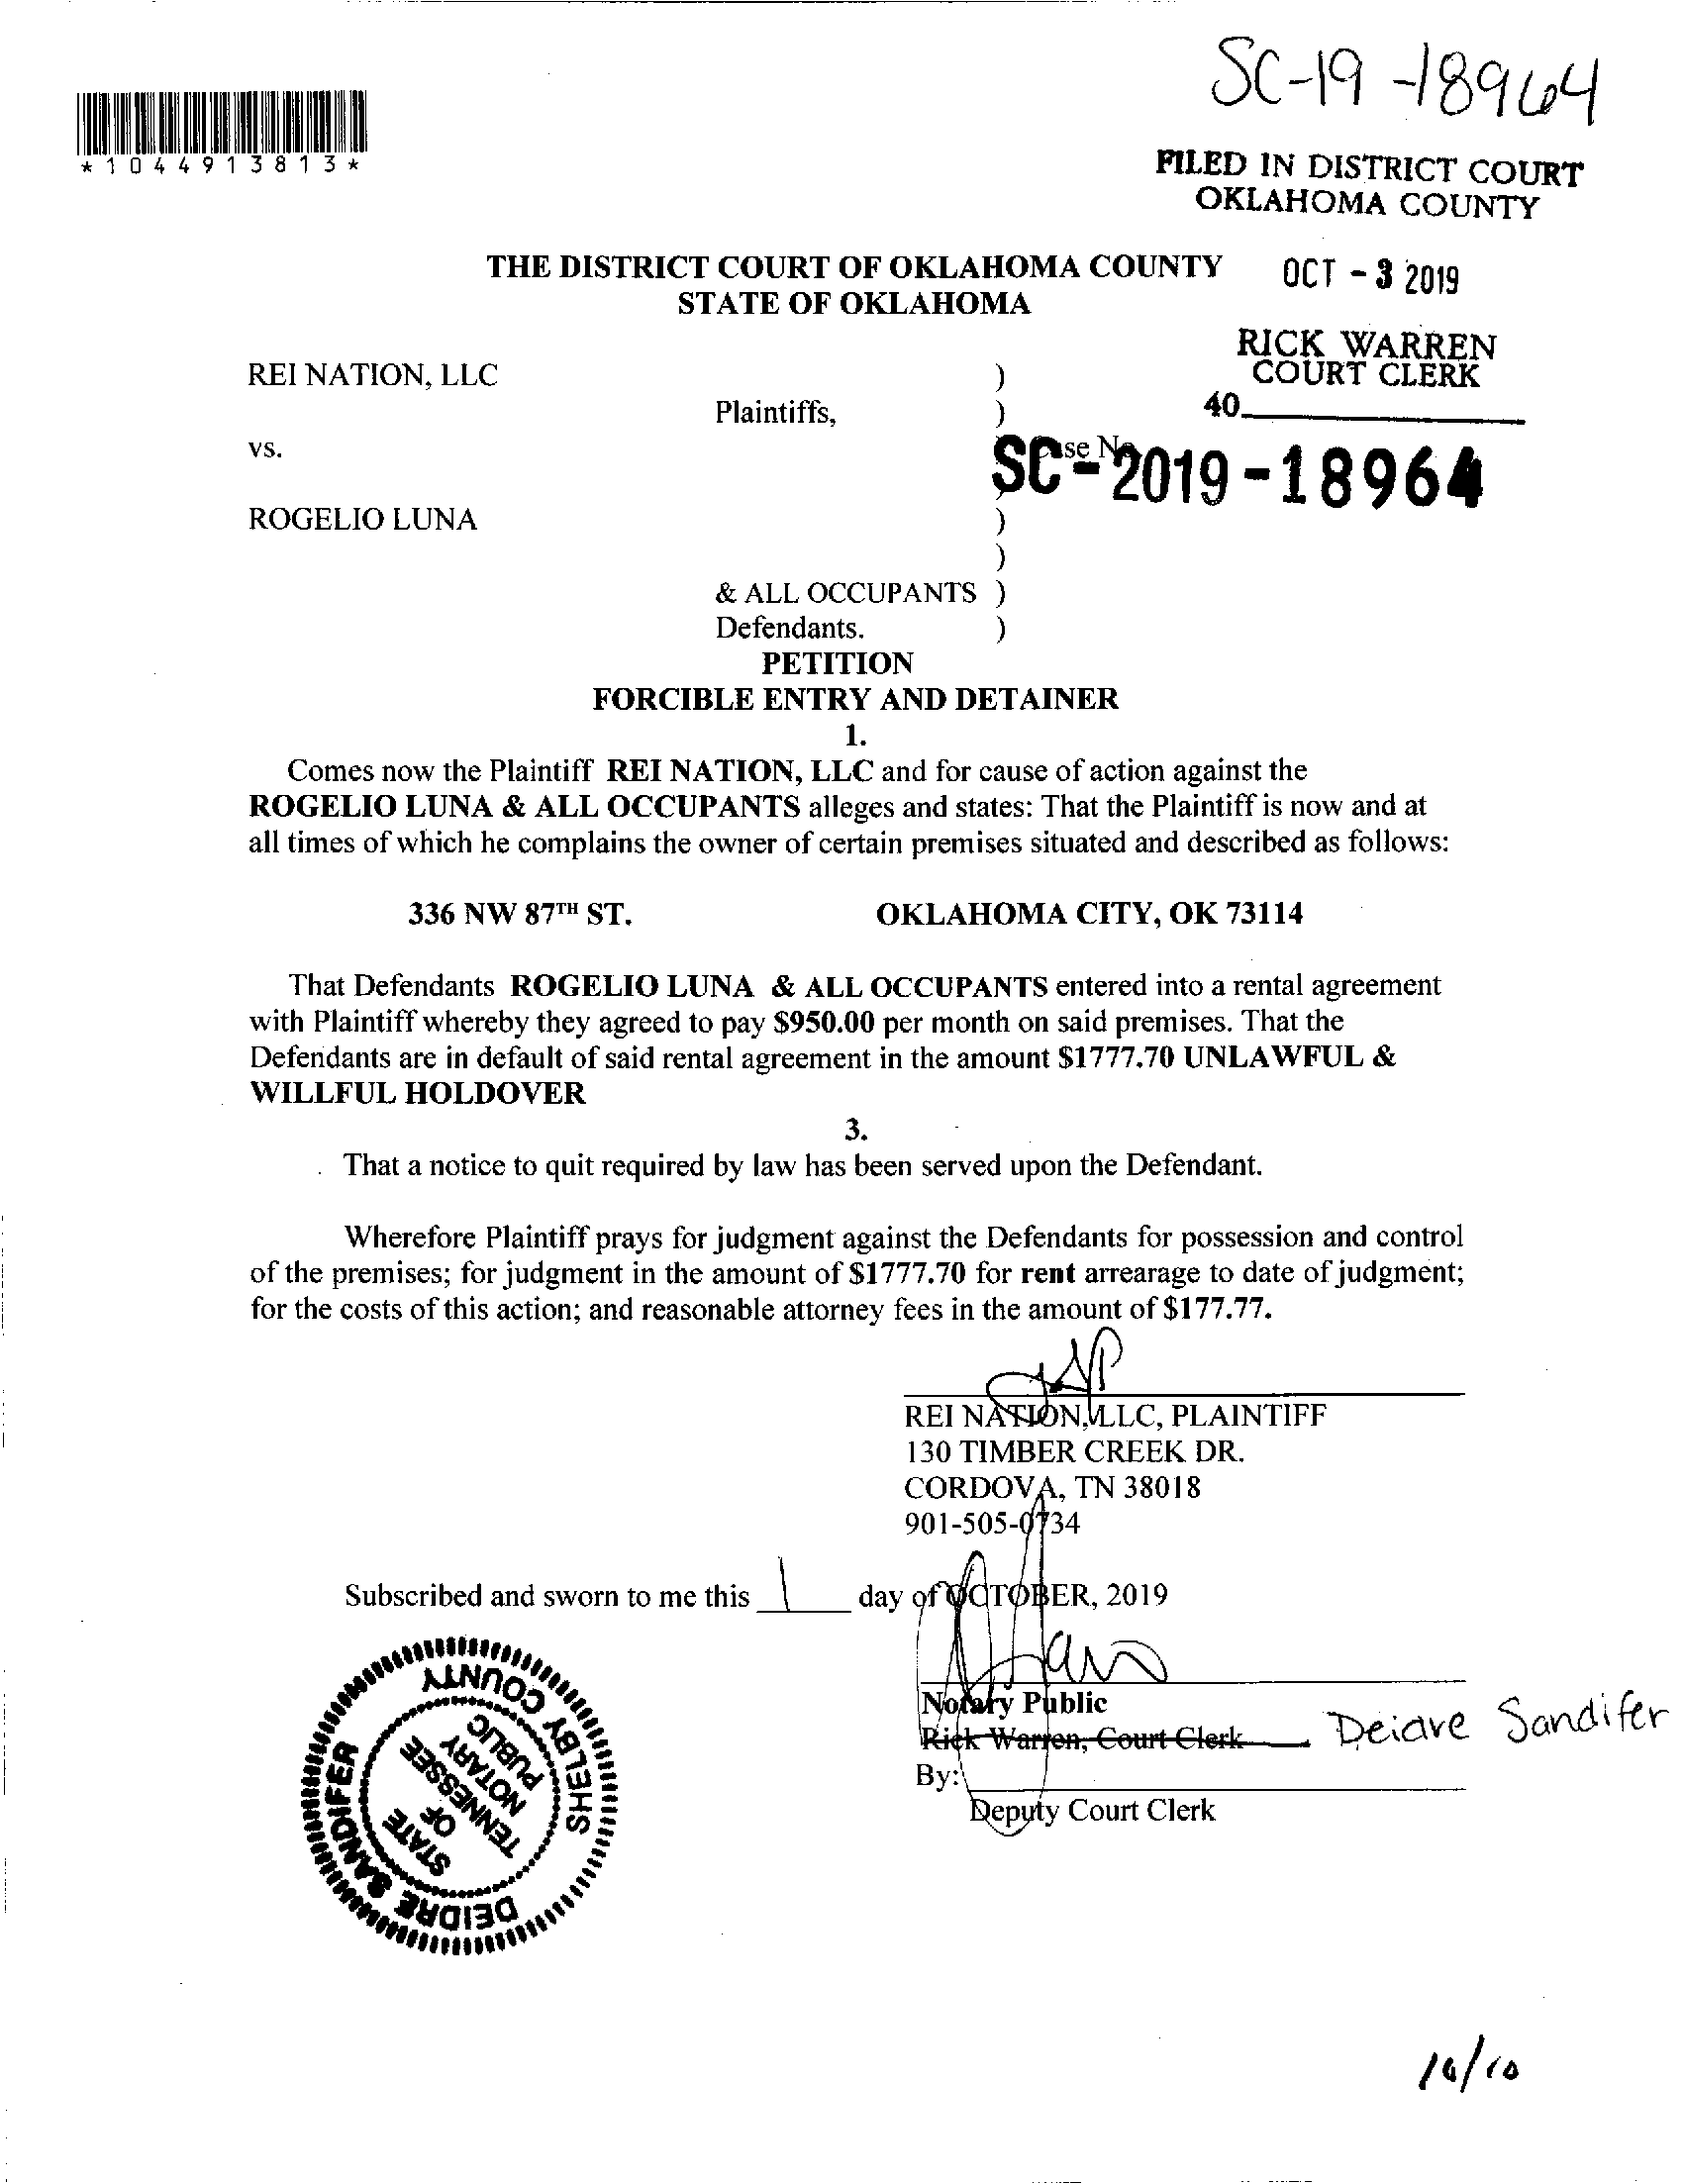 SC-19-18964
*1044913813*
FILED IN DISTRICT COURT
OKLAHOMA COUNTY
THE DISTRICT COURT OF OKLAHOMA COUNTY
STATE OF OKLAHOMA
OCT - 3 2019
RICK WARREN
COURT CLERK
40
REI NATION, LLC )
Plaintiffs, )
vs.
SC-2019-18964
ROGELIO LUNA )
)
& ALL OCCUPANTS )
Defendants. )
PETITION
FORCIBLE ENTRY AND DETAINER
1.
Comes now the Plaintiff REI NATION, LLC and for cause of action against the
ROGELIO LUNA & ALL OCCUPANTS alleges and states: That the Plaintiff is now and at
all times of which he complains the owner of certain premises situated and described as follows:
336 NW 87TH ST. OKLAHOMA CITY, OK 73114
That Defendants ROGELIO LUNA & ALL OCCUPANTS entered into a rental agreement
with Plaintiff whereby they agreed to pay $950.00 per month on said premises. That the
Defendants are in default of said rental agreement in the amount $1777.70 UNLAWFUL &
WILLFUL HOLDOVER
3.
That a notice to quit required by law has been served upon the Defendant.
Wherefore Plaintiff prays for judgment against the Defendants for possession and control
of the premises; for judgment in the amount of $1777.70 for rent arrearage to date of judgment;
for the costs of this action; and reasonable attorney fees in the amount of $177.77.
REI NATION, LLC, PLAINTIFF
130 TIMBER CREEK DR.
CORDOVA, TN 38018
901-505-0734
Subscribed and sworn to me this 1 day of OCTOBER, 2019
Notary Public
Rick Warren, Court Clerk Deidre Sandifer
By:
Deputy Court Clerk
DEIDRE SANDIFER
SHELBY COUNTY
STATE
OF
TENNESSEE
NOTARY
PUBLIC
10/10